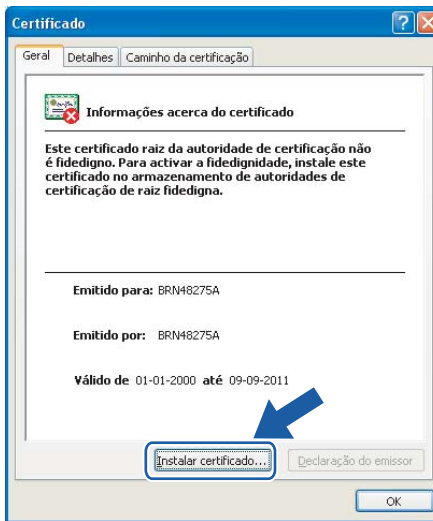 Certificado
Geral Detalhes Caminho da certificação
Informações acerca do certificado
Este certificado raiz da autoridade de certificação não
é fidedigno. Para activar a fidedignidade, instale este
certificado no armazenamento de autoridades de
certificação de raiz fidedigna.
Emitido para: BRN48275A
Emitido por: BRN48275A
Válido de 01-01-2000 até 09-09-2011
Instalar certificado... Declaração do emissor
OK